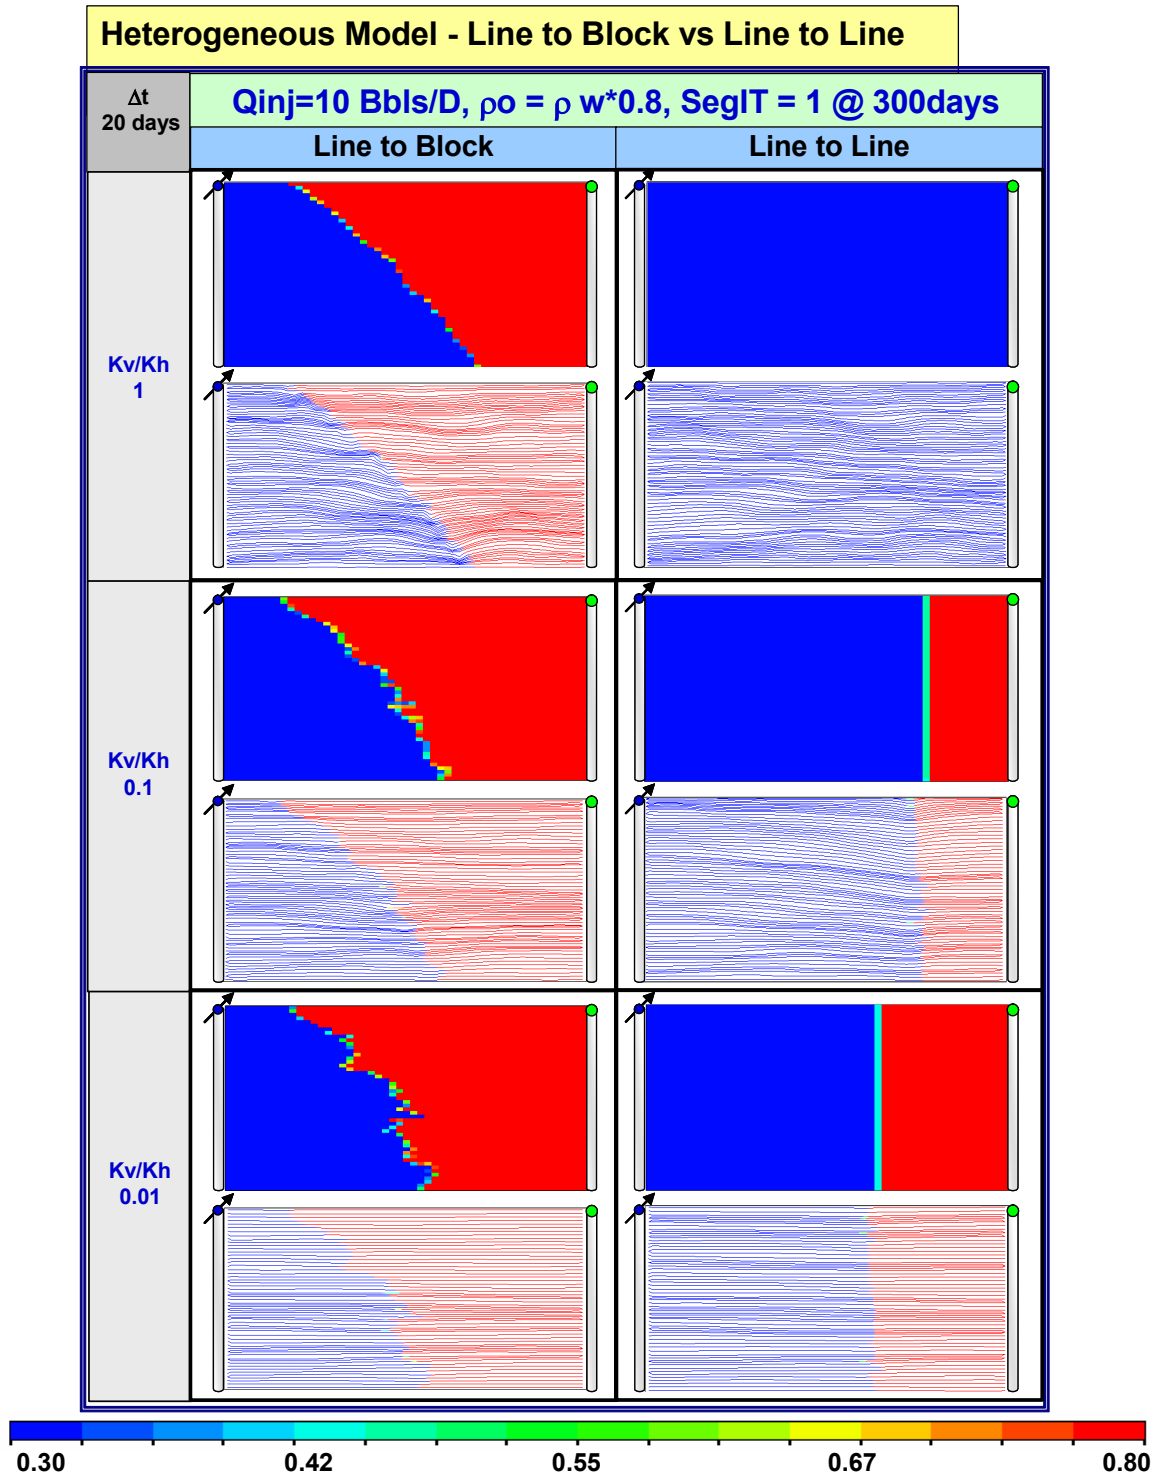 Heterogeneous Model - Line to Block vs Line to Line
Δt
20 days
Qinj=10 Bbls/D, ρo = ρ w*0.8, SegIT = 1 @ 300days
Line to Block
Line to Line
Kv/Kh
1
Kv/Kh
0.1
Kv/Kh
0.01
0.30 0.42 0.55 0.67 0.80